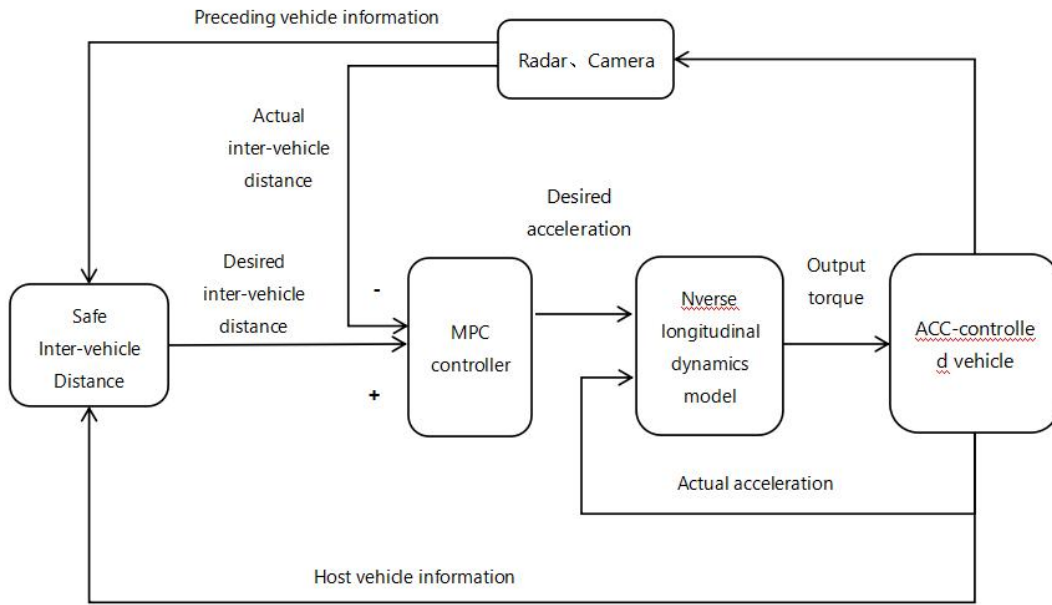 Preceding vehicle information
Radar、Camera
Actual
inter-vehicle
distance
Desired
acceleration
Desired
inter-vehicle
distance
Output
torque
-
+
Safe
Inter-vehicle
Distance
MPC
controller
Nverse
longitudinal
dynamics
model
ACC-controlle
d vehicle
Actual acceleration
Host vehicle information